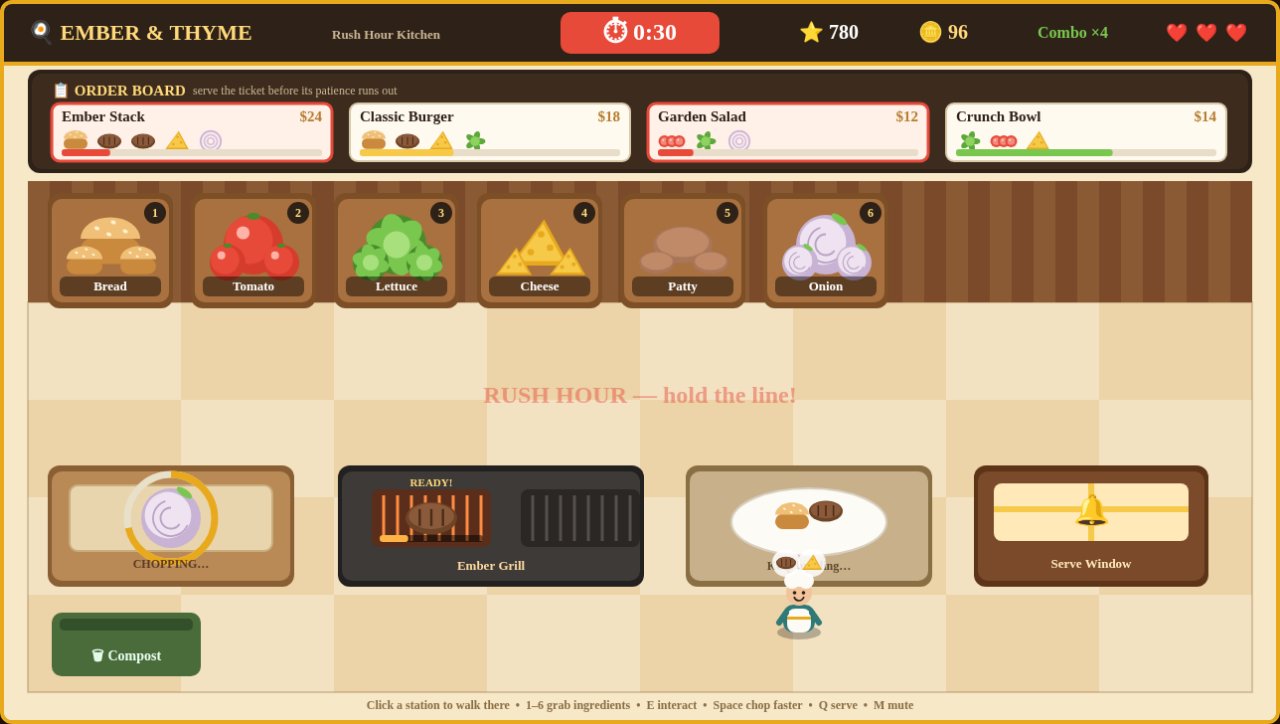 EMBER & THYME
Rush Hour Kitchen
0:30
780
96
Combo ×4
ORDER BOARD serve the ticket before its patience runs out
Ember Stack $24
Classic Burger $18
Garden Salad $12
Crunch Bowl $14
1
2
3
4
5
6
Bread
Tomato
Lettuce
Cheese
Patty
Onion
RUSH HOUR — hold the line!
READY!
CHOPPING…
Ember Grill
Serve Window
Compost
Click a station to walk there • 1–6 grab ingredients • E interact • Space chop faster • Q serve • M mute